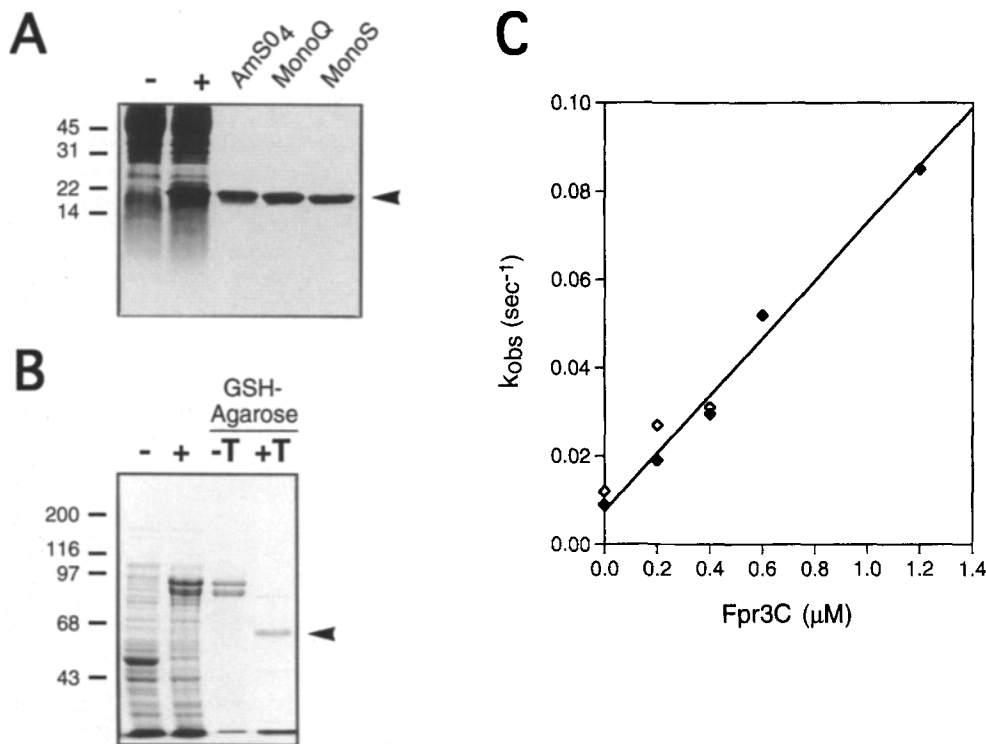 A
- + AmSO4 MonoQ MonoS
45
31
22
14
B
GSH-
Agarose
- + -T +T
200
116
97
68
43
C
kobs (sec-1)
0.10
0.08
0.06
0.04
0.02
0.00
0.0 0.2 0.4 0.6 0.8 1.0 1.2 1.4
Fpr3C (μM)